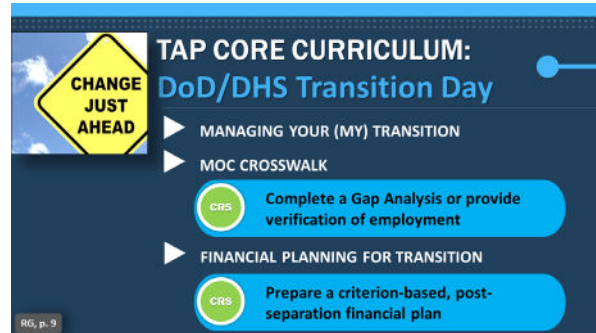 CHANGE
JUST
AHEAD
TAP CORE CURRICULUM:
DoD/DHS Transition Day
MANAGING YOUR (MY) TRANSITION
MOC CROSSWALK
CRS
Complete a Gap Analysis or provide
verification of employment
FINANCIAL PLANNING FOR TRANSITION
CRS
Prepare a criterion-based, post-
separation financial plan
RG, p. 9